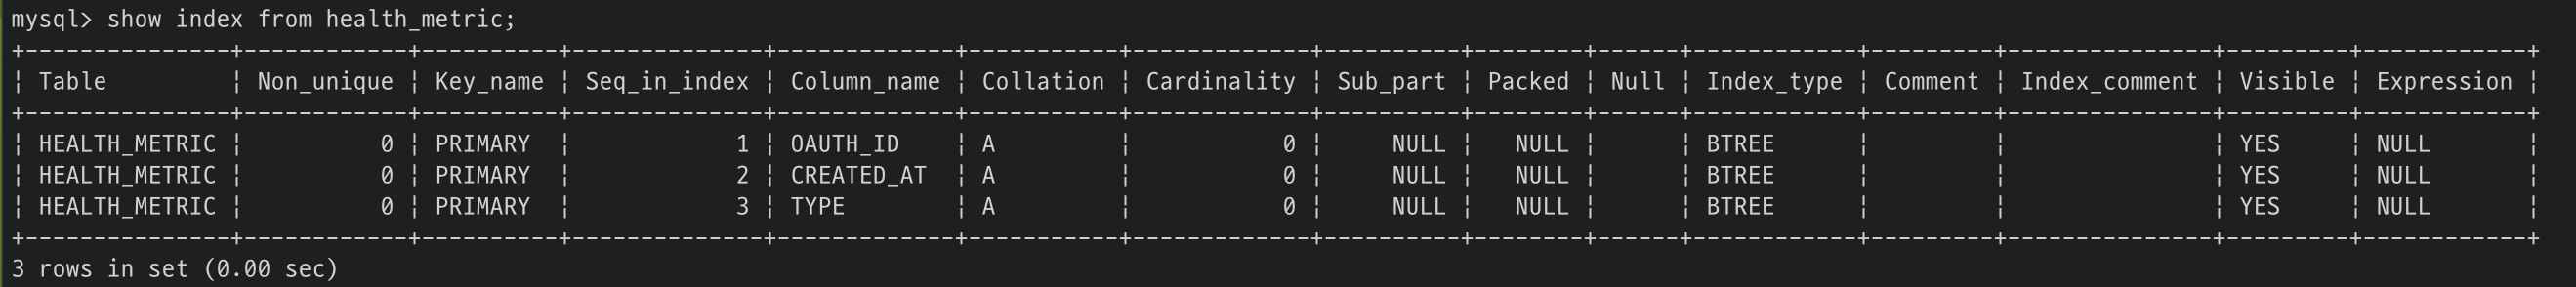 mysql> show index from health_metric;
+---------------+------------+----------+--------------+-------------+-----------+-------------+----------+--------+------+------------+---------+---------------+---------+------------+
¦ Table         ¦ Non_unique ¦ Key_name ¦ Seq_in_index ¦ Column_name ¦ Collation ¦ Cardinality ¦ Sub_part ¦ Packed ¦ Null ¦ Index_type ¦ Comment ¦ Index_comment ¦ Visible ¦ Expression ¦
+---------------+------------+----------+--------------+-------------+-----------+-------------+----------+--------+------+------------+---------+---------------+---------+------------+
¦ HEALTH_METRIC ¦          0 ¦ PRIMARY  ¦            1 ¦ OAUTH_ID    ¦ A         ¦           0 ¦     NULL ¦   NULL ¦      ¦ BTREE      ¦         ¦               ¦ YES     ¦ NULL       ¦
¦ HEALTH_METRIC ¦          0 ¦ PRIMARY  ¦            2 ¦ CREATED_AT  ¦ A         ¦           0 ¦     NULL ¦   NULL ¦      ¦ BTREE      ¦         ¦               ¦ YES     ¦ NULL       ¦
¦ HEALTH_METRIC ¦          0 ¦ PRIMARY  ¦            3 ¦ TYPE        ¦ A         ¦           0 ¦     NULL ¦   NULL ¦      ¦ BTREE      ¦         ¦               ¦ YES     ¦ NULL       ¦
+---------------+------------+----------+--------------+-------------+-----------+-------------+----------+--------+------+------------+---------+---------------+---------+------------+
3 rows in set (0.00 sec)